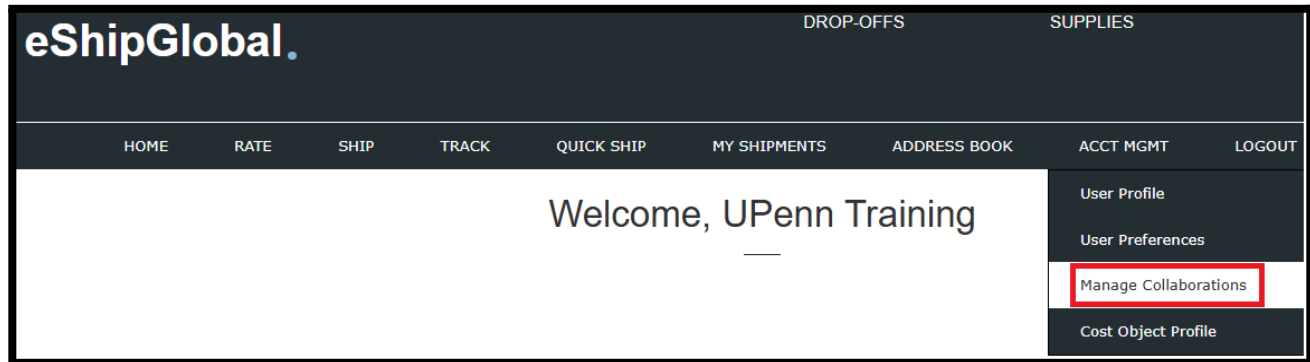 eShipGlobal.
DROP-OFFS SUPPLIES
HOME RATE SHIP TRACK QUICK SHIP MY SHIPMENTS ADDRESS BOOK ACCT MGMT LOGOUT
Welcome, UPenn Training
User Profile
User Preferences
Manage Collaborations
Cost Object Profile